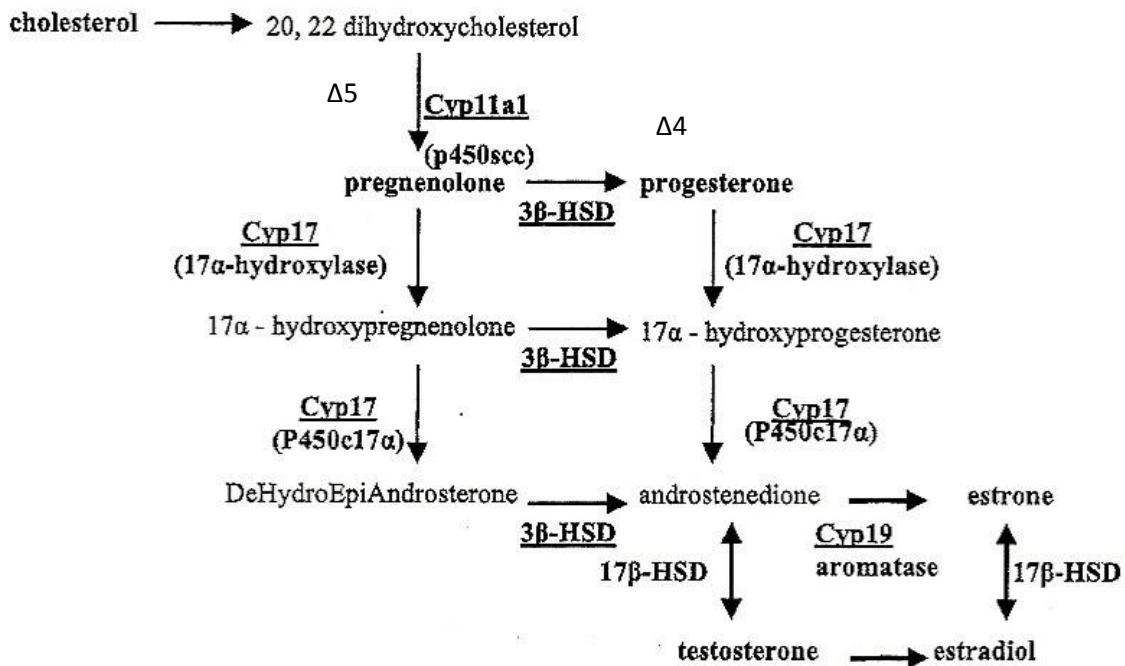 cholesterol
20, 22 dihydroxycholesterol
Δ5
Cyp11a1
Δ4
(p450scc)
pregnenolone
progesterone
3β-HSD
Cyp17
(17α-hydroxylase)
Cyp17
(17α-hydroxylase)
17α - hydroxypregnenolone
17α - hydroxyprogesterone
3β-HSD
Cyp17
(P450c17α)
Cyp17
(P450c17α)
DeHydroEpiAndrosterone
androstenedione
estrone
3β-HSD
Cyp19
17β-HSD
aromatase
17β-HSD
testosterone
estradiol